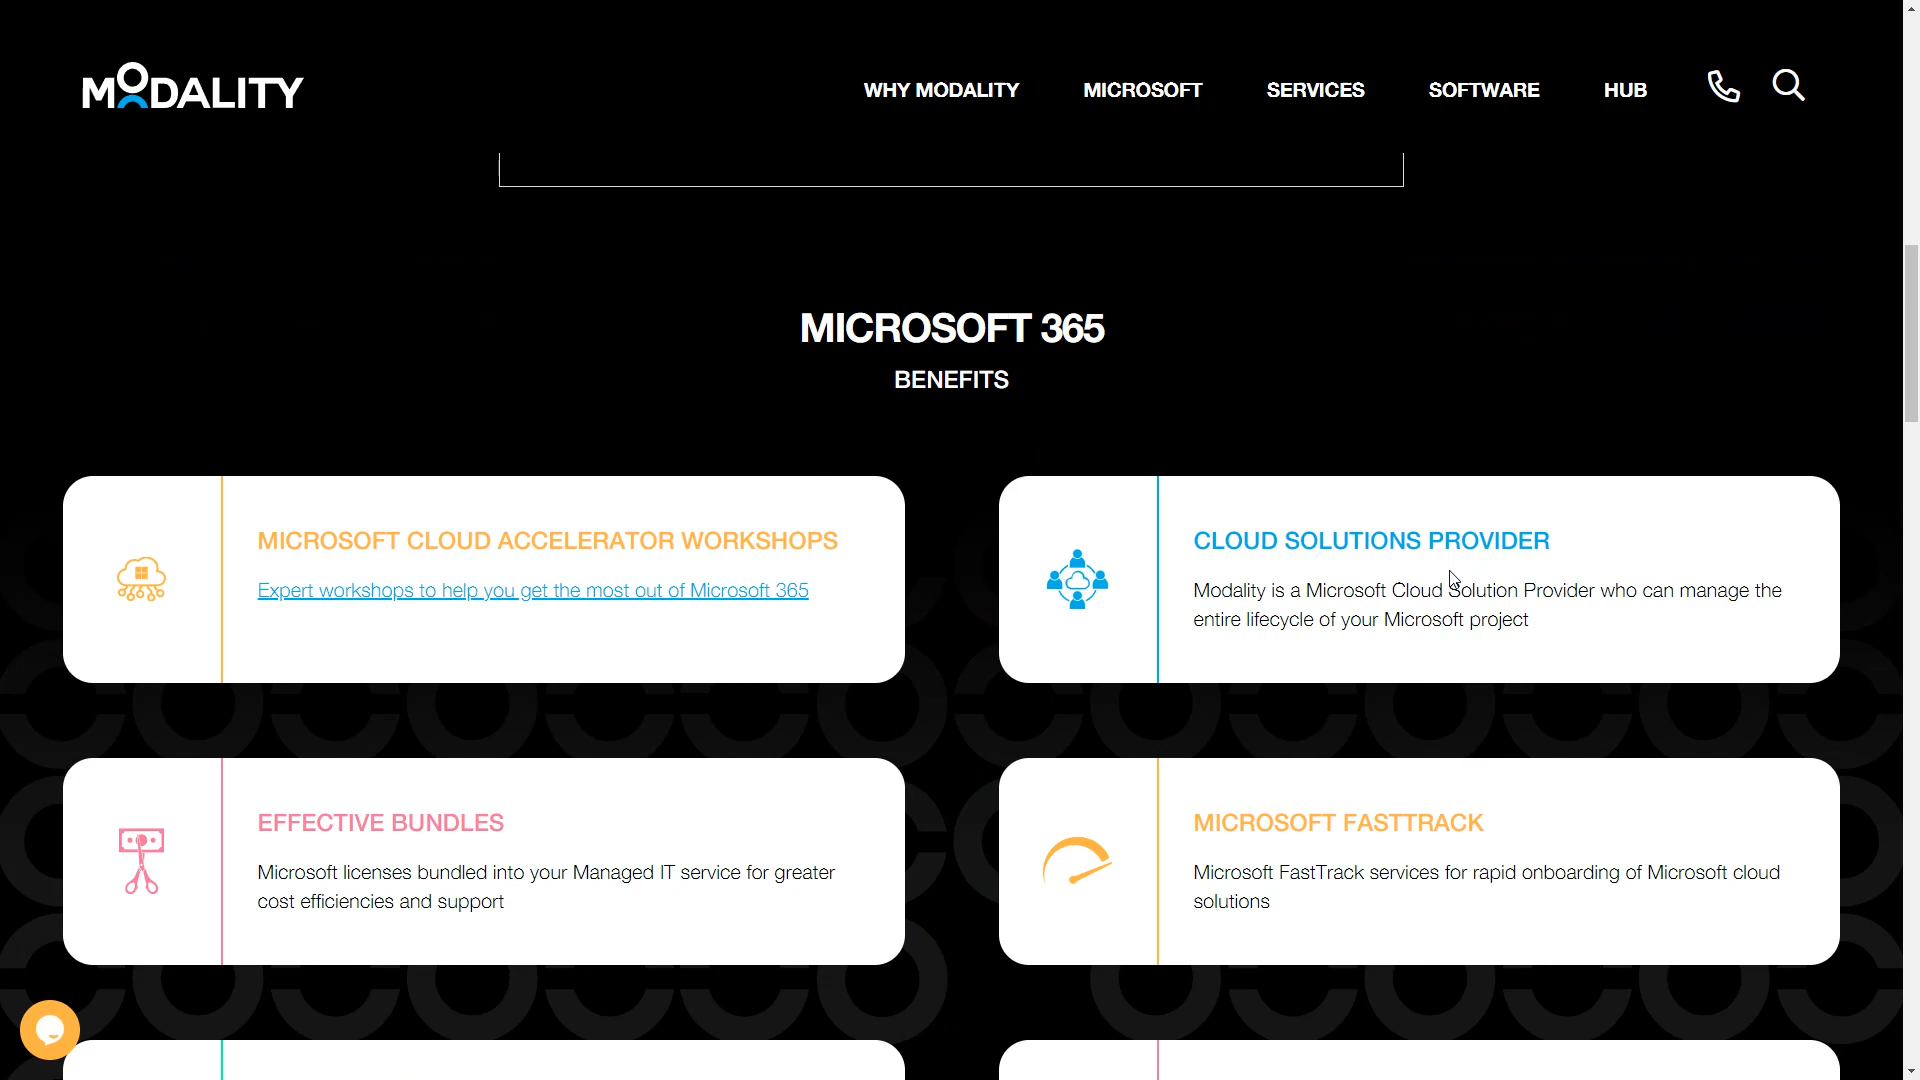 MODALITY
WHY MODALITY
MICROSOFT
SERVICES
SOFTWARE
HUB
MICROSOFT 365
BENEFITS
MICROSOFT CLOUD ACCELERATOR WORKSHOPS
Expert workshops to help you get the most out of Microsoft 365
CLOUD SOLUTIONS PROVIDER
Modality is a Microsoft Cloud Solution Provider who can manage the
entire lifecycle of your Microsoft project
EFFECTIVE BUNDLES
Microsoft licenses bundled into your Managed IT service for greater
cost efficiencies and support
MICROSOFT FASTTRACK
Microsoft FastTrack services for rapid onboarding of Microsoft cloud
solutions